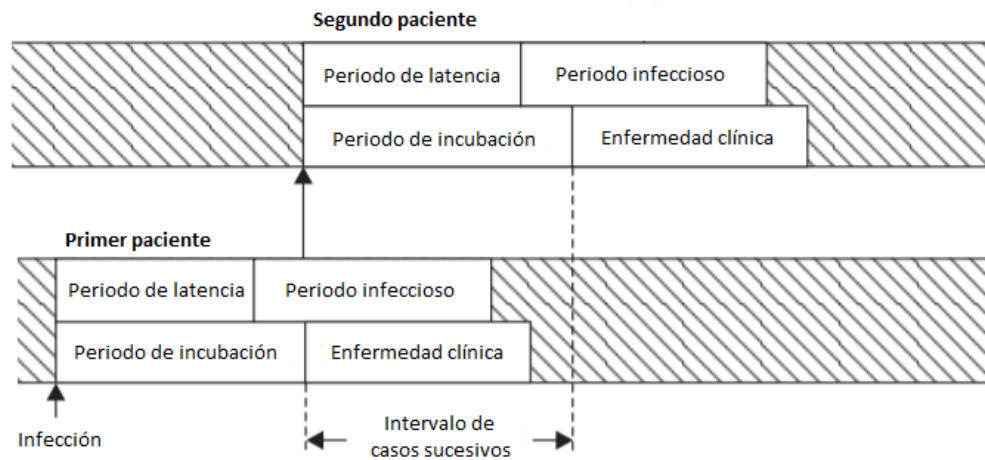 Segundo paciente
Periodo de latencia
Periodo infeccioso
Periodo de incubación
Enfermedad clínica
Primer paciente
Periodo de latencia
Periodo infeccioso
Periodo de incubación
Enfermedad clínica
Infección
Intervalo de
casos sucesivos